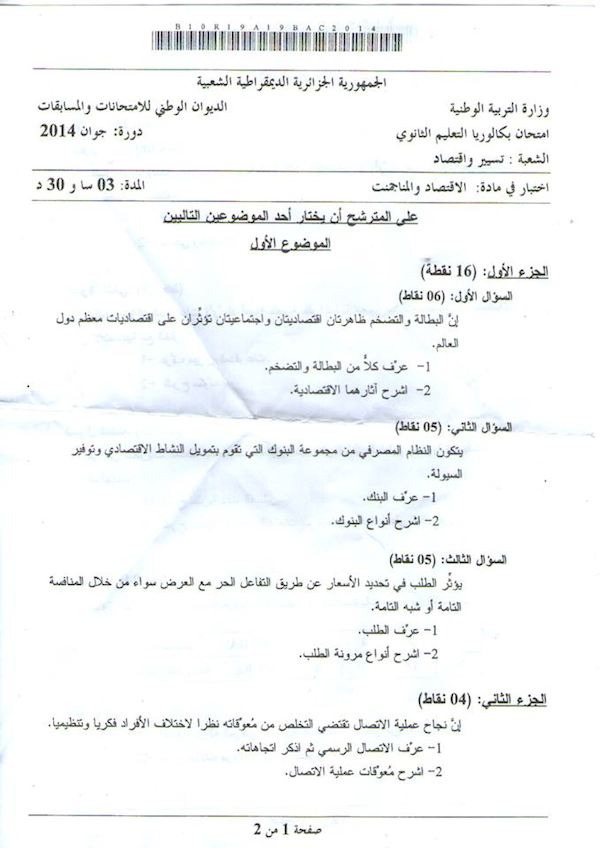 B10R19A19BAC2014
الجمهورية الجزائرية الديمقراطية الشعبية
وزارة التربية الوطنية الديوان الوطني للامتحانات والمسابقات
امتحان بكالوريا التعليم الثانوي دورة: جوان 2014
الشعبة : تسيير واقتصاد
اختبار في مادة: الاقتصاد والمناجمنت المدة: 03 سا و 30 د
على المترشح أن يختار أحد الموضوعين التاليين
الموضوع الأول
الجزء الأول: (16 نقطة)
السؤال الأول: (06 نقاط)
إنَّ البطالة والتضخم ظاهرتان اقتصاديتان واجتماعيتان تؤثِّران على اقتصاديات معظم دول
العالم.
1- عرِّف كلاًّ من البطالة والتضخم.
2- اشرح آثارهما الاقتصادية.
السؤال الثاني: (05 نقاط)
يتكون النظام المصرفي من مجموعة البنوك التي تقوم بتمويل النشاط الاقتصادي وتوفير
السيولة.
1- عرِّف البنك.
2- اشرح أنواع البنوك.
السؤال الثالث: (05 نقاط)
يؤثِّر الطلب في تحديد الأسعار عن طريق التفاعل الحر مع العرض سواء من خلال المنافسة
التامة أو شبه التامة.
1- عرِّف الطلب.
2- اشرح أنواع مرونة الطلب.
الجزء الثاني: (04 نقاط)
إنَّ نجاح عملية الاتصال تقتضي التخلص من مُعوِّقاته نظرا لاختلاف الأفراد فكريا وتنظيميا.
1- عرِّف الاتصال الرسمي ثم اذكر اتجاهاته.
2- اشرح مُعوِّقات عملية الاتصال.
صفحة 1 من 2